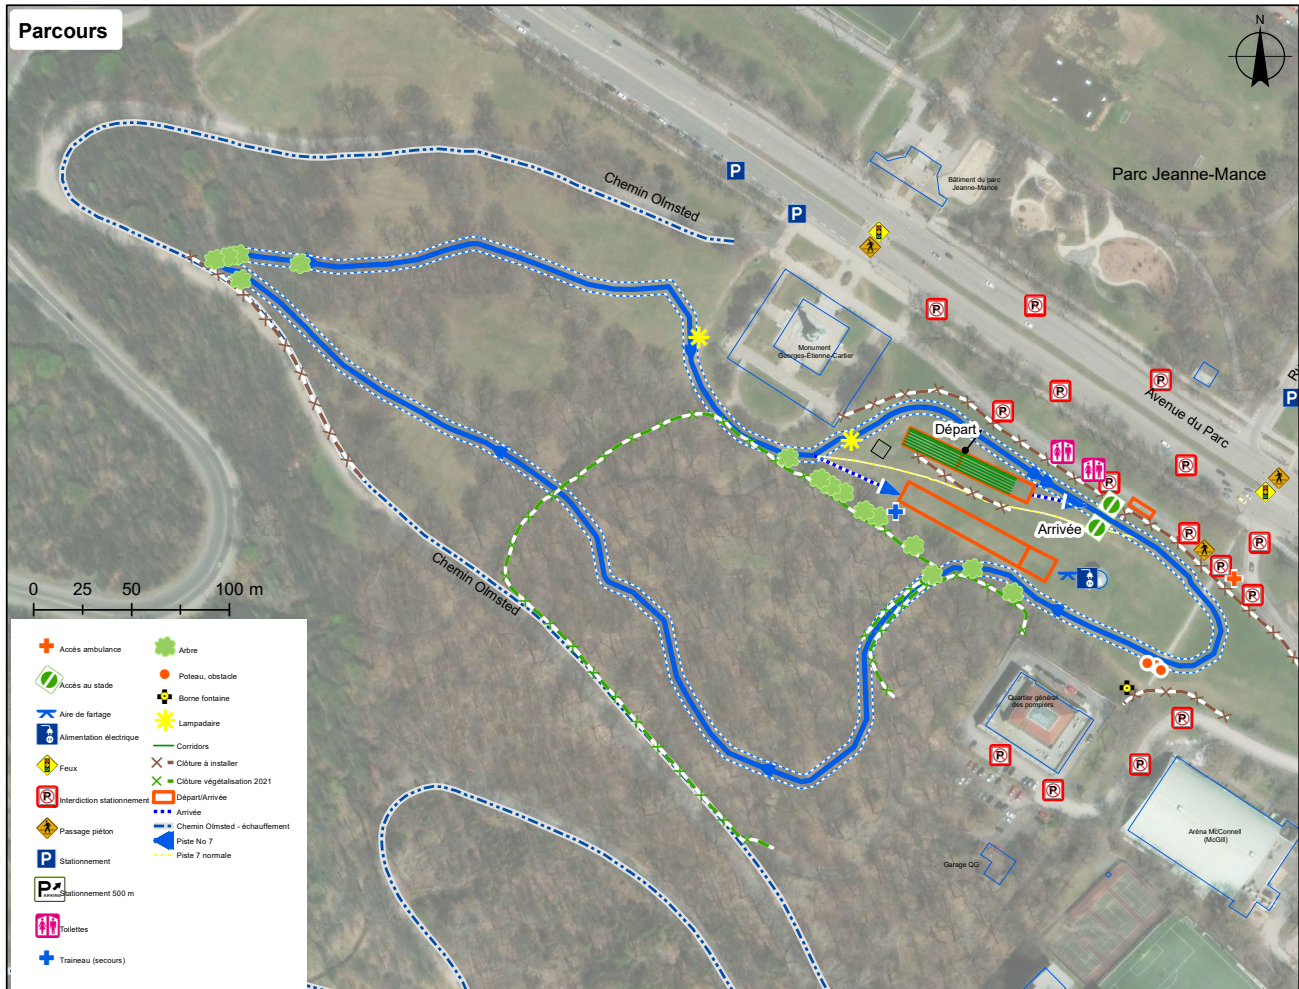 Parcours
N
Parc Jeanne-Mance
Bâtiment du parc
Jeanne-Mance
Chemin Olmsted
P
P
Monument
Georges-Étienne-Cartier
Avenue du Parc
P
Départ
Arrivée
Chemin Olmsted
0 25 50 100 m
Quartier général
des pompiers
Aréna McConnell
(McGill)
Garage QG
Accès ambulance
Accès au stade
Aire de fartage
Alimentation électrique
Feux
Interdiction stationnement
Passage piéton
Stationnement
Stationnement 500 m
Toilettes
Traineau (secours)
Arbre
Poteau, obstacle
Borne fontaine
Lampadaire
Corridors
Clôture à installer
Clôture végétalisation 2021
Départ/Arrivée
Arrivée
Chemin Olmsted - échauffement
Piste No 7
Piste 7 normale